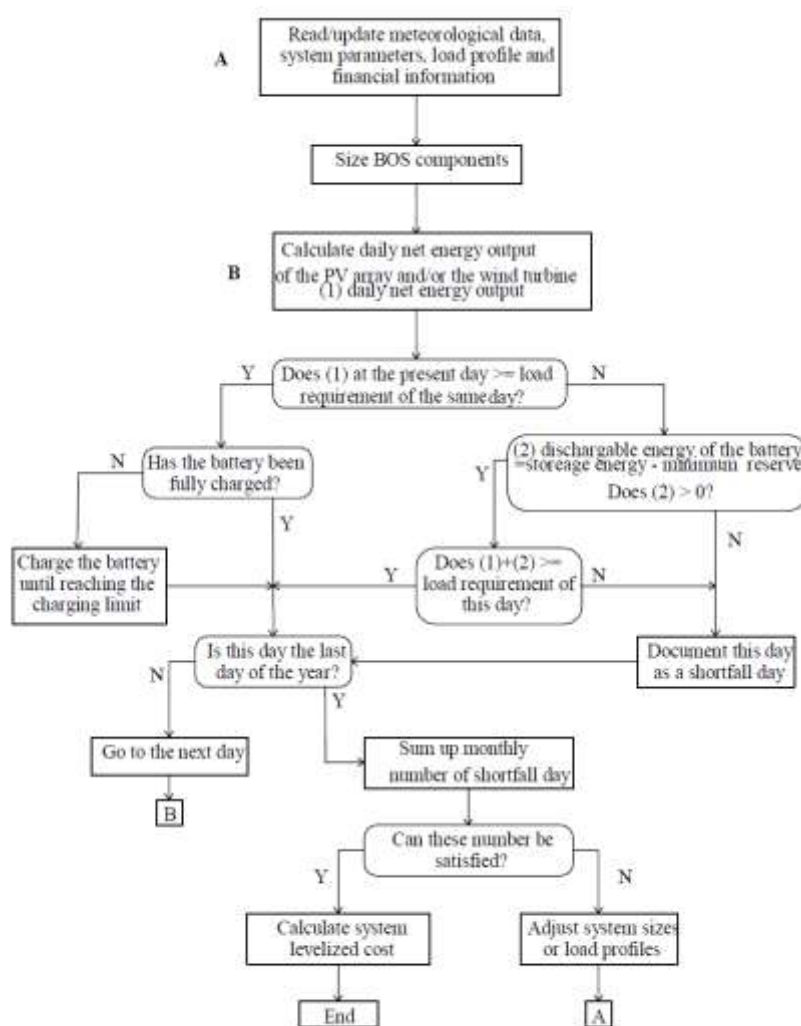 A
Read/update meteorological data,
system parameters, load profile and
financial information
Size BOS components
B
Calculate daily net energy output
of the PV array and/or the wind turbine
(1) daily net energy output
Y
Does (1) at the present day >= load
requirement of the sameday?
N
N
Has the battery been
fully charged?
Y
Y
(2) dischargable energy of the battery
=storeage energy - minimum reserve
Does (2) > 0?
N
Charge the battery
until reaching the
charging limit
Y
Does (1)+(2) >=
load requirement of
this day?
N
Is this day the last
day of the year?
N
Y
Document this day
as a shortfall day
Go to the next day
B
Sum up monthly
number of shortfall day
Can these number be
satisfied?
Y
N
Calculate system
levelized cost
Adjust system sizes
or load profiles
End
A